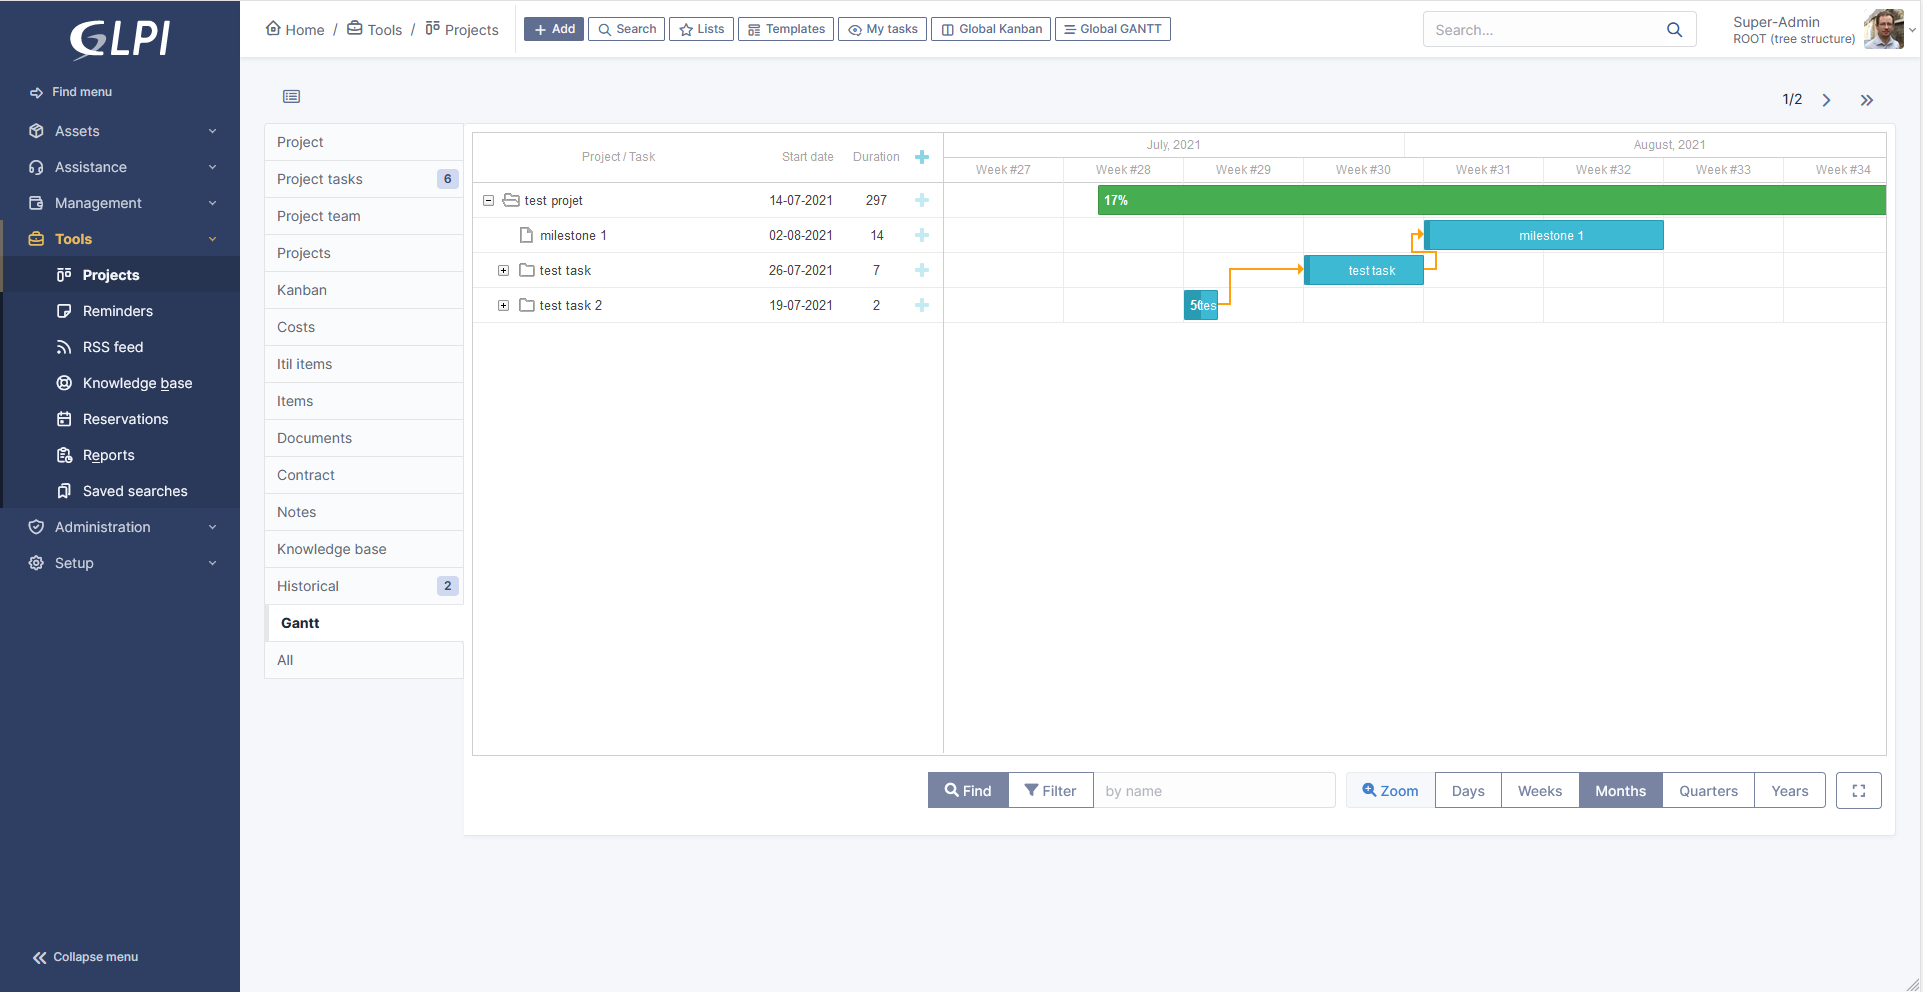 GLPI
Home / Tools / Projects
Add
Search
Lists
Templates
My tasks
Global Kanban
Global GANTT
Search...
Super-Admin
ROOT (tree structure)
Find menu
Assets
Assistance
Management
Tools
Projects
Reminders
RSS feed
Knowledge base
Reservations
Reports
Saved searches
Administration
Setup
Collapse menu
1/2
Project
Project tasks 6
Project team
Projects
Kanban
Costs
Itil items
Items
Documents
Contract
Notes
Knowledge base
Historical 2
Gantt
All
Project / Task Start date Duration
July, 2021 August, 2021
Week #27 Week #28 Week #29 Week #30 Week #31 Week #32 Week #33 Week #34
test projet 14-07-2021 297 17%
milestone 1 02-08-2021 14 milestone 1
test task 26-07-2021 7 test task
test task 2 19-07-2021 2
Find Filter by name Zoom Days Weeks Months Quarters Years